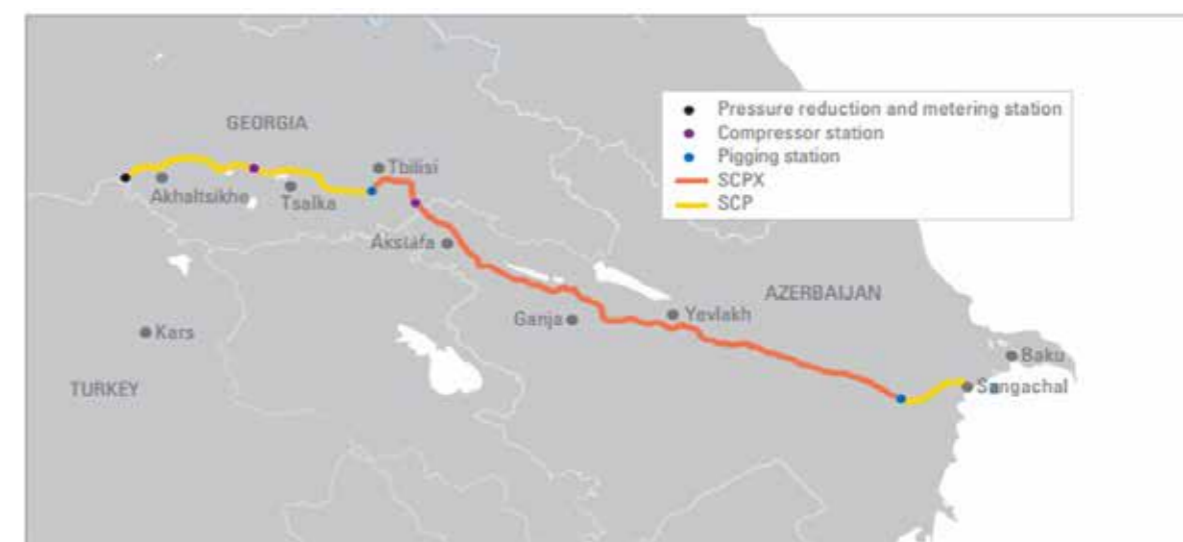 GEORGIA
Pressure reduction and metering station
Compressor station
Pigging station
SCPX
SCP
Tbilisi
Akhaltsikhe
Tsalka
Akstafa
AZERBAIJAN
Ganja
Yevlakh
Kars
Baku
TURKEY
Sangachal